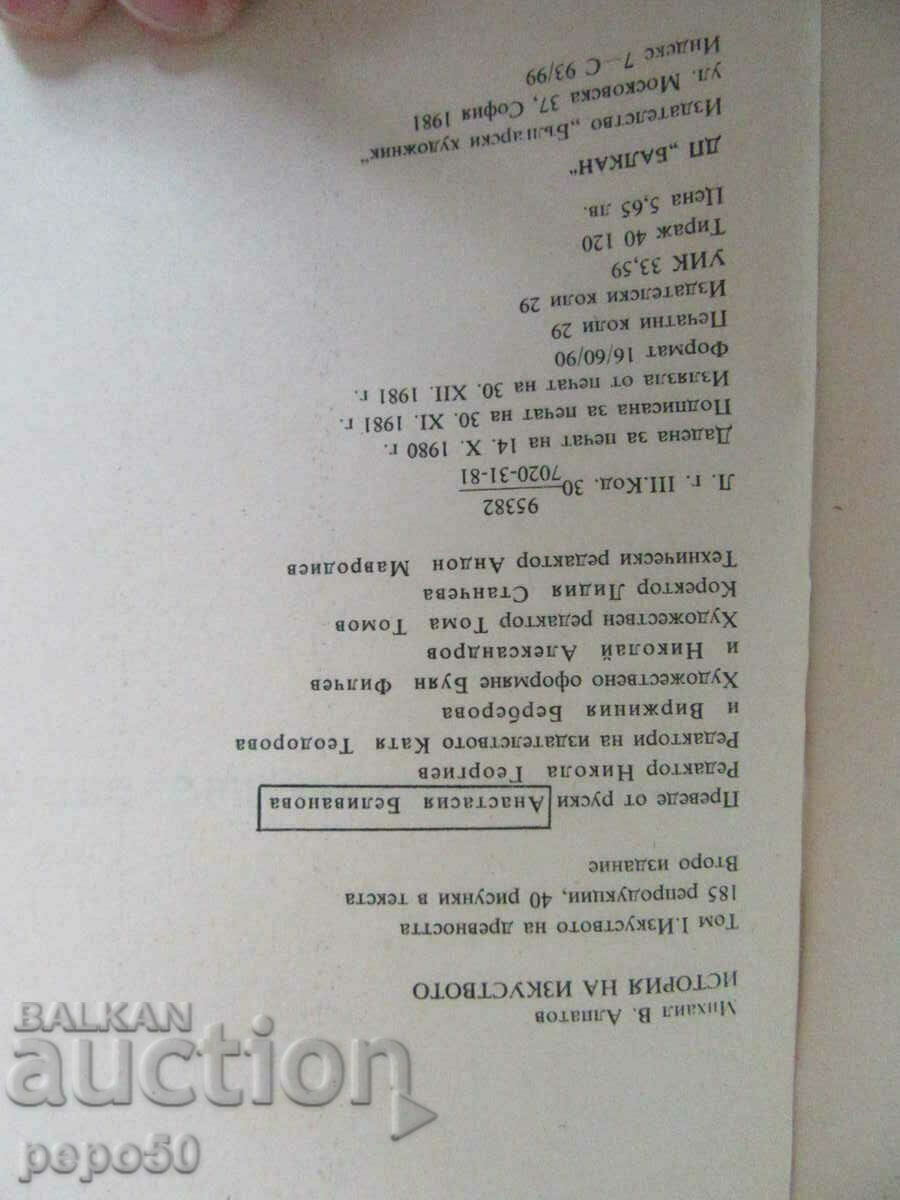 Михаил В. Алпатов
ИСТОРИЯ НА ИЗКУСТВОТО
Том I. Изкуството на древността
185 репродукции, 40 рисунки в текста
Второ издание
Преведе от руски Анастасия Беливанова
Редактор Никола Георгиев
Редактори на издателството Катя Теодорова
и Виржиния Берберова
Художествено оформяне Буян Филчев
и Николай Александров
Художествен редактор Тома Томов
Коректор Лидия Станчева
Технически редактор Андон Мавродиев
Л. г. III.Код. 30 95382
7020-31-81
Дадена за печат на 14. X. 1980 г.
Подписана за печат на 30. XI. 1981 г.
Излязла от печат на 30. XII. 1981 г.
Формат 16/60/90
Печатни коли 29
Издателски коли 29
УИК 33,59
Тираж 40 120
Цена 5,65 лв.
ДП „БАЛКАН"
Издателство „Български художник"
ул. Московска 37, София 1981
Индекс 7—С 93/99
BALKAN
auction
pepo50